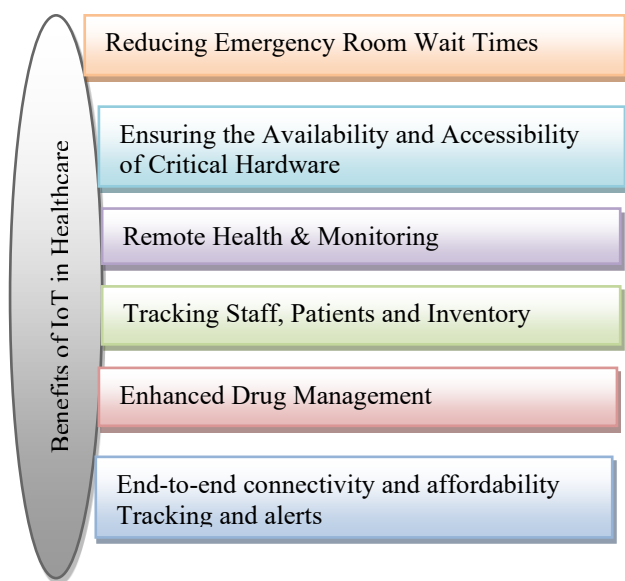 Benefits of IoT in Healthcare
Reducing Emergency Room Wait Times
Ensuring the Availability and Accessibility
of Critical Hardware
Remote Health & Monitoring
Tracking Staff, Patients and Inventory
Enhanced Drug Management
End-to-end connectivity and affordability
Tracking and alerts